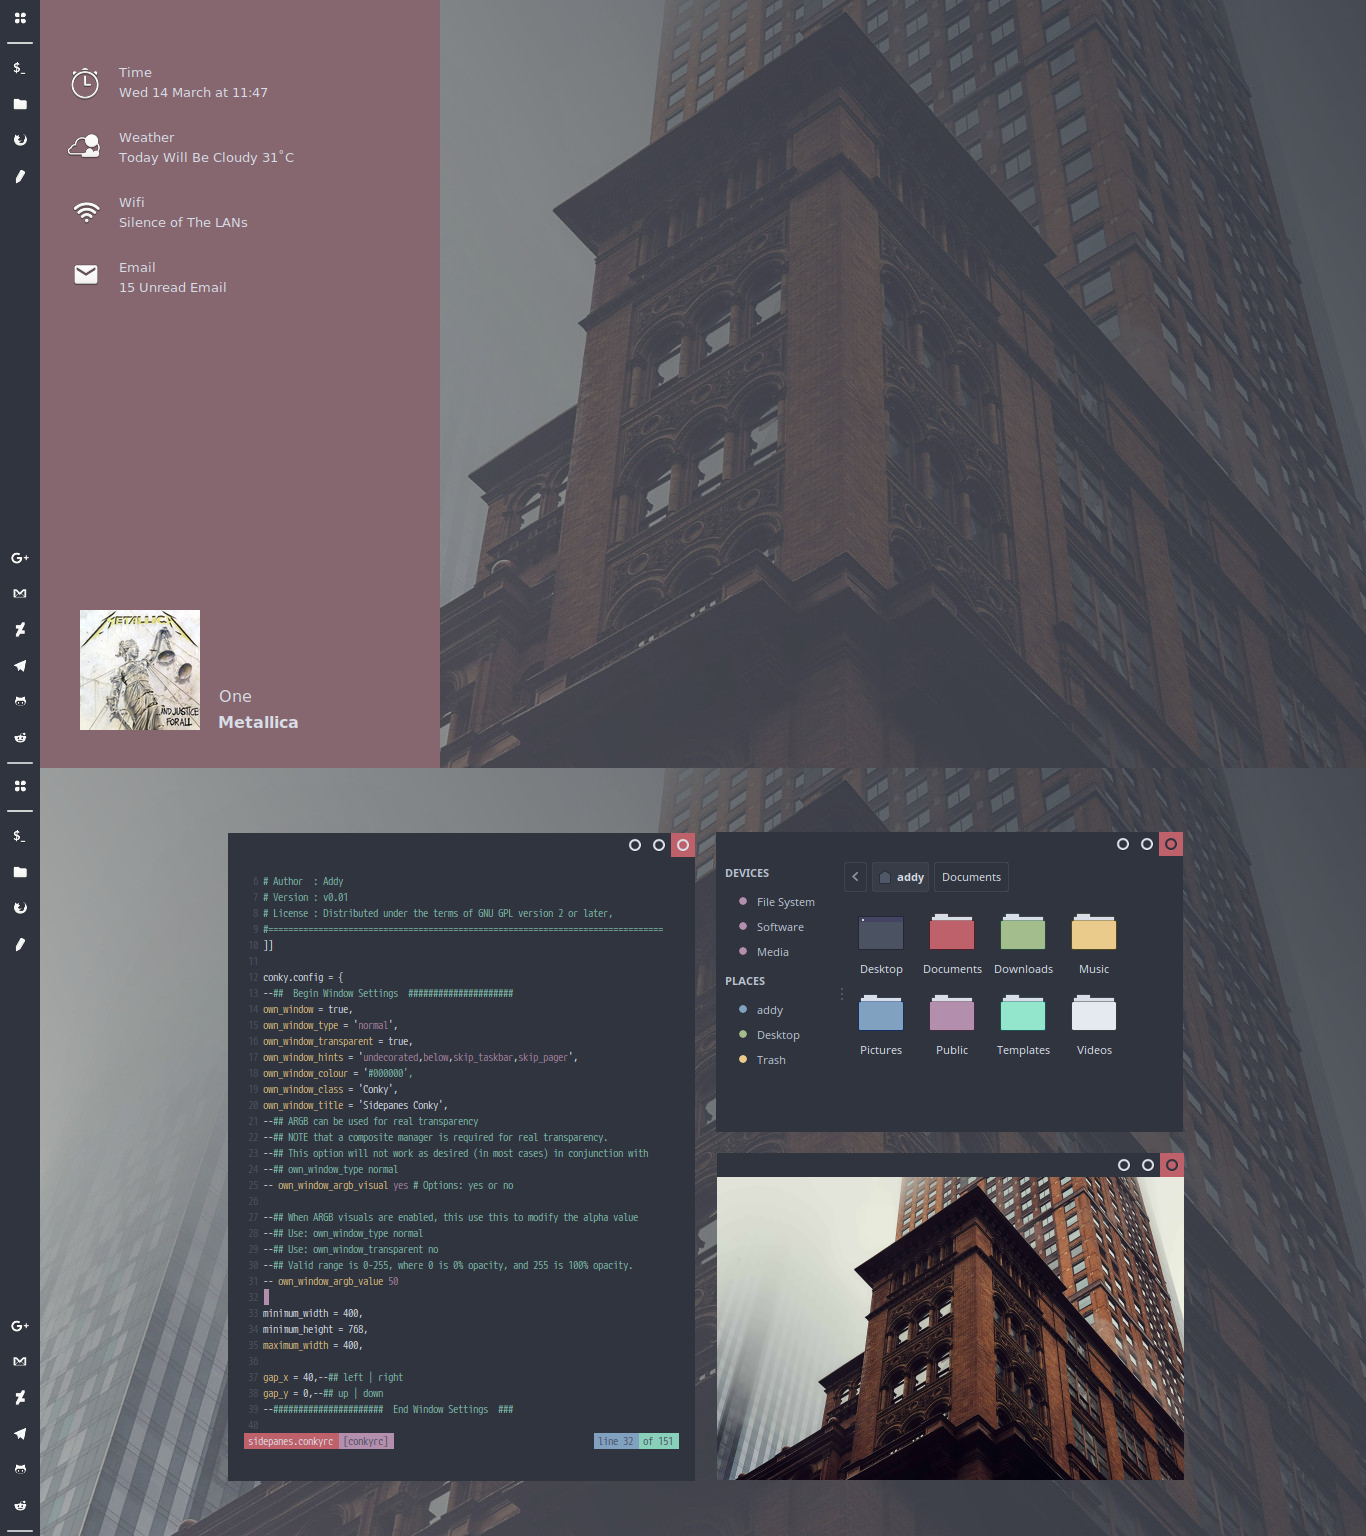 $_
Time
Wed 14 March at 11:47
Weather
Today Will Be Cloudy 31°C
Wifi
Silence of The LANs
Email
15 Unread Email
G+
METALLICA
...AND JUSTICE
FOR ALL
One
Metallica
$_
6 # Author : Addy
7 # Version : v0.01
8 # License : Distributed under the terms of GNU GPL version 2 or later,
9 #===============================================================================
10 ]]
11
12 conky.config = {
13 --## Begin Window Settings #####################
14 own_window = true,
15 own_window_type = 'normal',
16 own_window_transparent = true,
17 own_window_hints = 'undecorated,below,skip_taskbar,skip_pager',
18 own_window_colour = '#000000',
19 own_window_class = 'Conky',
20 own_window_title = 'Sidepanes Conky',
21 --## ARGB can be used for real transparency
22 --## NOTE that a composite manager is required for real transparency.
23 --## This option will not work as desired (in most cases) in conjunction with
24 --## own_window_type normal
25 -- own_window_argb_visual yes # Options: yes or no
26
27 --## When ARGB visuals are enabled, this use this to modify the alpha value
28 --## Use: own_window_type normal
29 --## Use: own_window_transparent no
30 --## Valid range is 0-255, where 0 is 0% opacity, and 255 is 100% opacity.
31 -- own_window_argb_value 50
32
33 minimum_width = 400,
34 minimum_height = 768,
35 maximum_width = 400,
36
37 gap_x = 40,--## left | right
38 gap_y = 0,--## up | down
39 --###################### End Window Settings ###
40
sidepanes.conkyrc [conkyrc] line 32 of 151
DEVICES
File System
Software
Media
PLACES
addy
Desktop
Trash
addy Documents
Desktop Documents Downloads Music
Pictures Public Templates Videos
G+